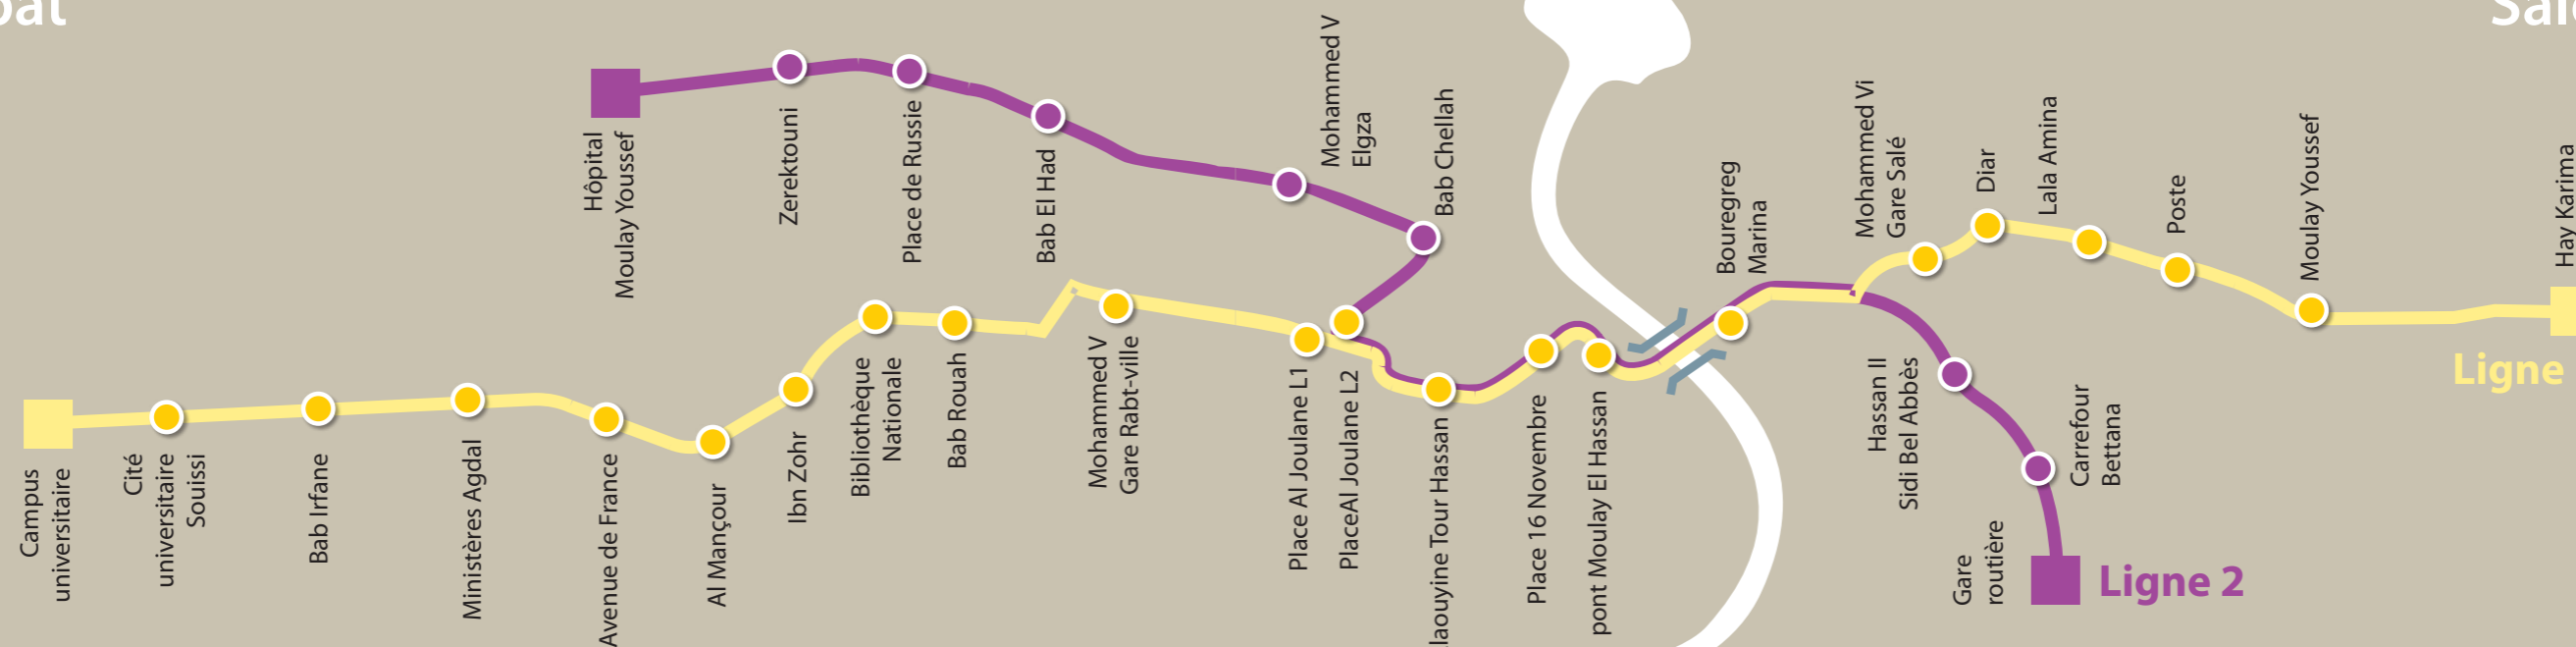 Hôpital
Moulay Youssef
Zerektouni
Place de Russie
Bab El Had
Mohammed V
Elgza
Bab Chellah
Bouregreg
Marina
Mohammed Vi
Gare Salé
Diar
Lala Amina
Poste
Moulay Youssef
Hay Karima
Campus
universitaire
Cité
universitaire
Souissi
Bab Irfane
Ministères Agdal
Avenue de France
Al Mançour
Ibn Zohr
Bibliothèque
Nationale
Bab Rouah
Mohammed V
Gare Rabt-ville
Place Al Joulane L1
PlaceAl Joulane L2
laouyine Tour Hassan
Place 16 Novembre
pont Moulay El Hassan
Hassan II
Sidi Bel Abbès
Carrefour
Bettana
Gare
routière
Ligne
Ligne 2